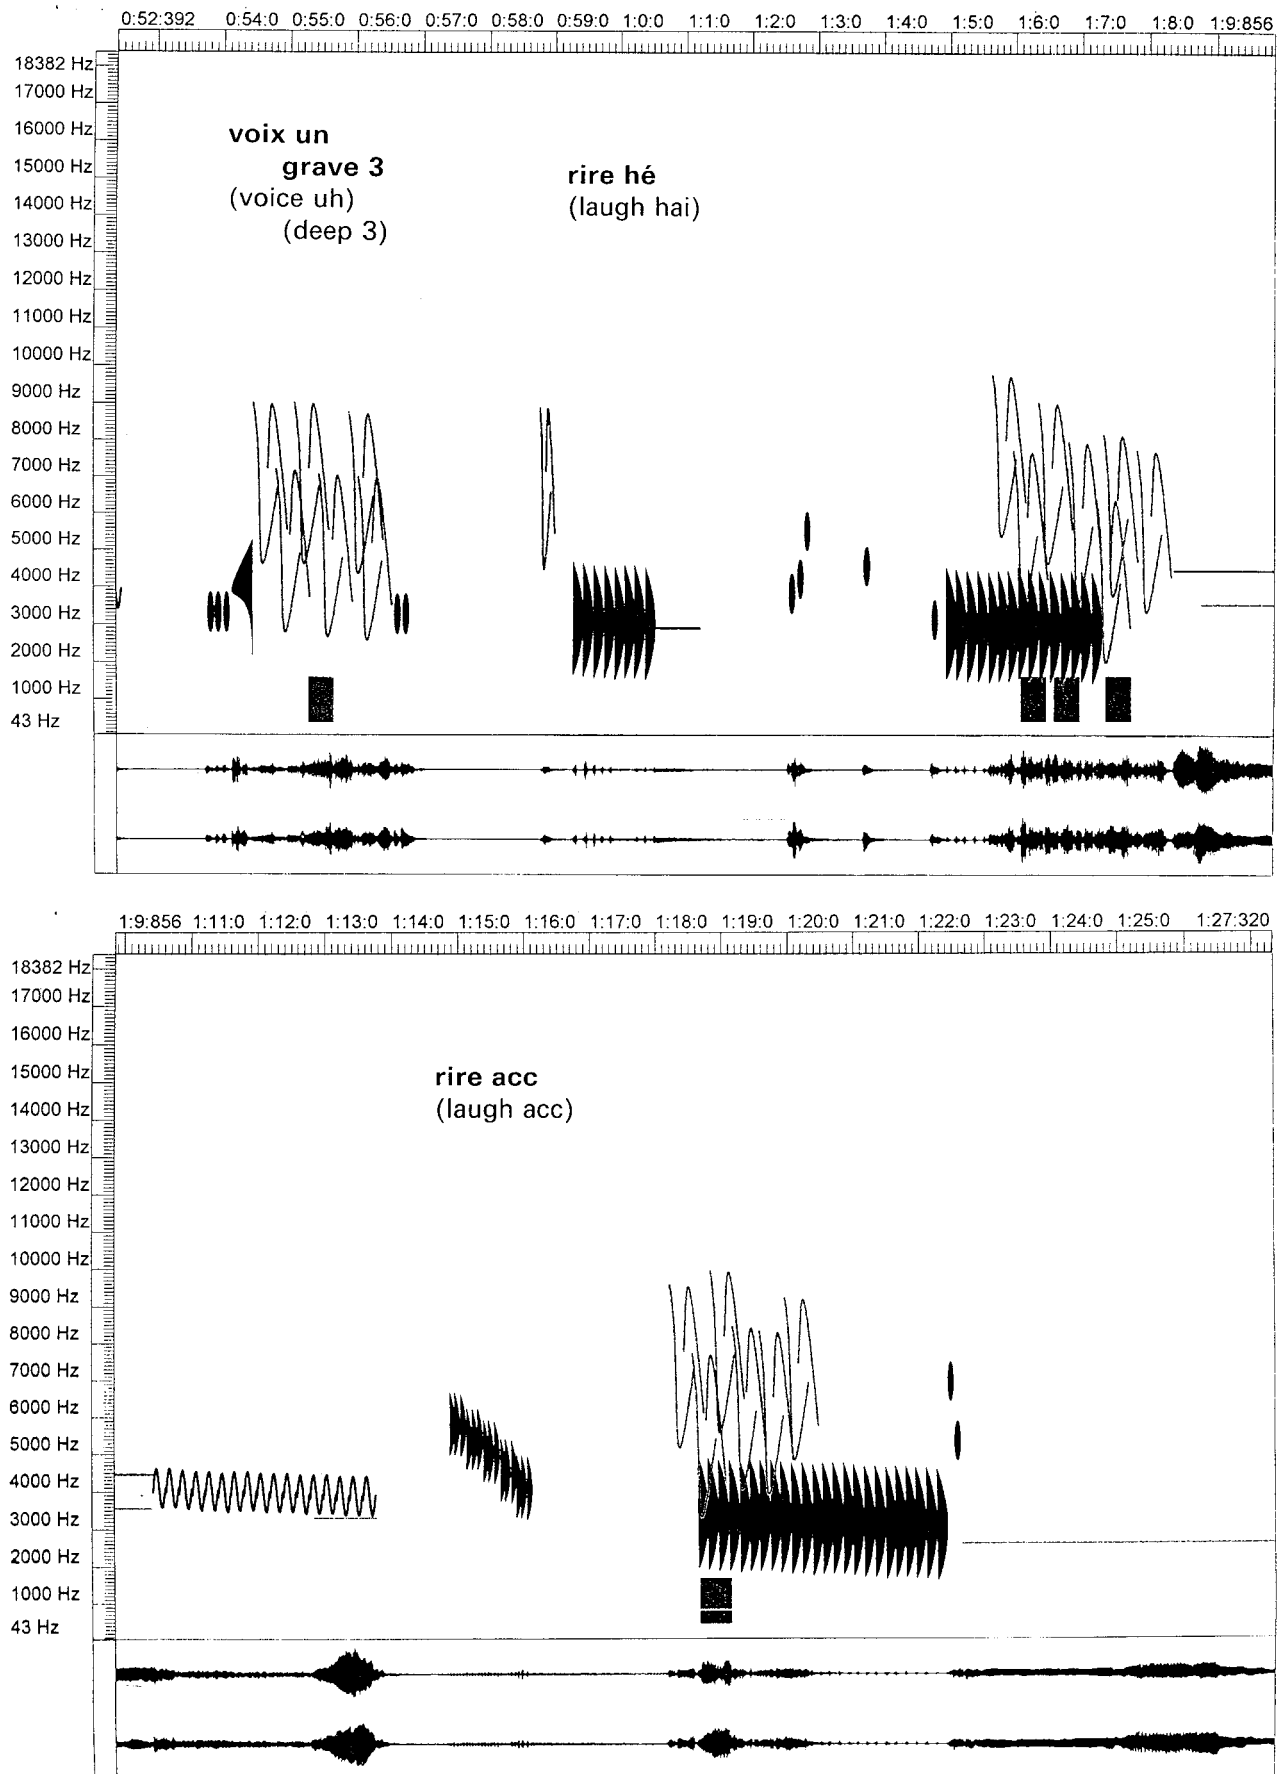 0:52:392 0:54:0 0:55:0 0:56:0 0:57:0 0:58:0 0:59:0 1:0:0 1:1:0 1:2:0 1:3:0 1:4:0 1:5:0 1:6:0 1:7:0 1:8:0 1:9:856
18382 Hz
17000 Hz
16000 Hz
voix un
15000 Hz
grave 3
rire hé
14000 Hz
(voice uh)
(laugh hai)
13000 Hz
(deep 3)
12000 Hz
11000 Hz
10000 Hz
9000 Hz
8000 Hz
7000 Hz
6000 Hz
5000 Hz
4000 Hz
3000 Hz
2000 Hz
1000 Hz
43 Hz
1:9:856 1:11:0 1:12:0 1:13:0 1:14:0 1:15:0 1:16:0 1:17:0 1:18:0 1:19:0 1:20:0 1:21:0 1:22:0 1:23:0 1:24:0 1:25:0 1:27:320
18382 Hz
17000 Hz
16000 Hz
15000 Hz
rire acc
14000 Hz
(laugh acc)
13000 Hz
12000 Hz
11000 Hz
10000 Hz
9000 Hz
8000 Hz
7000 Hz
6000 Hz
5000 Hz
4000 Hz
3000 Hz
2000 Hz
1000 Hz
43 Hz